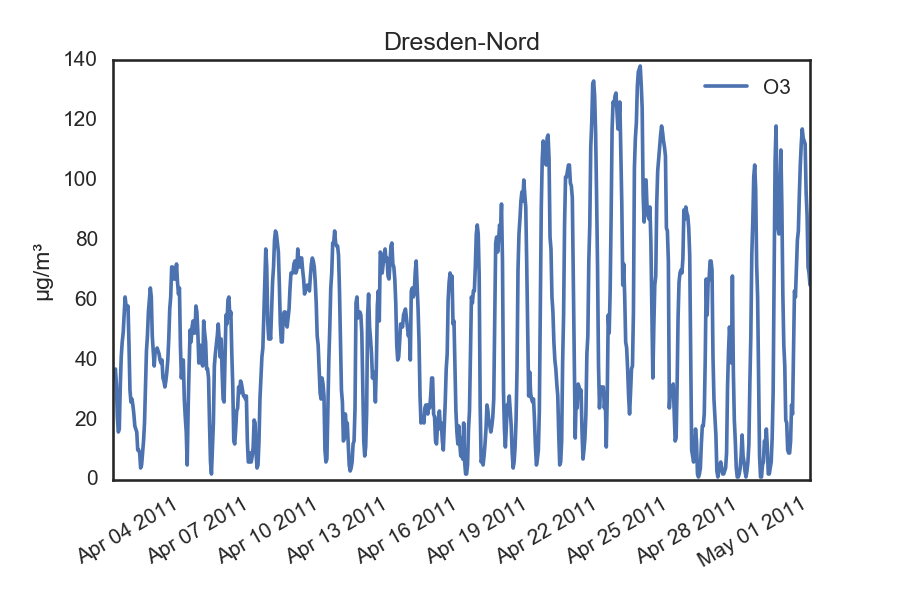 Dresden-Nord
O3
µg/m³
140
120
100
80
60
40
20
0
Apr 04 2011
Apr 07 2011
Apr 10 2011
Apr 13 2011
Apr 16 2011
Apr 19 2011
Apr 22 2011
Apr 25 2011
Apr 28 2011
May 01 2011